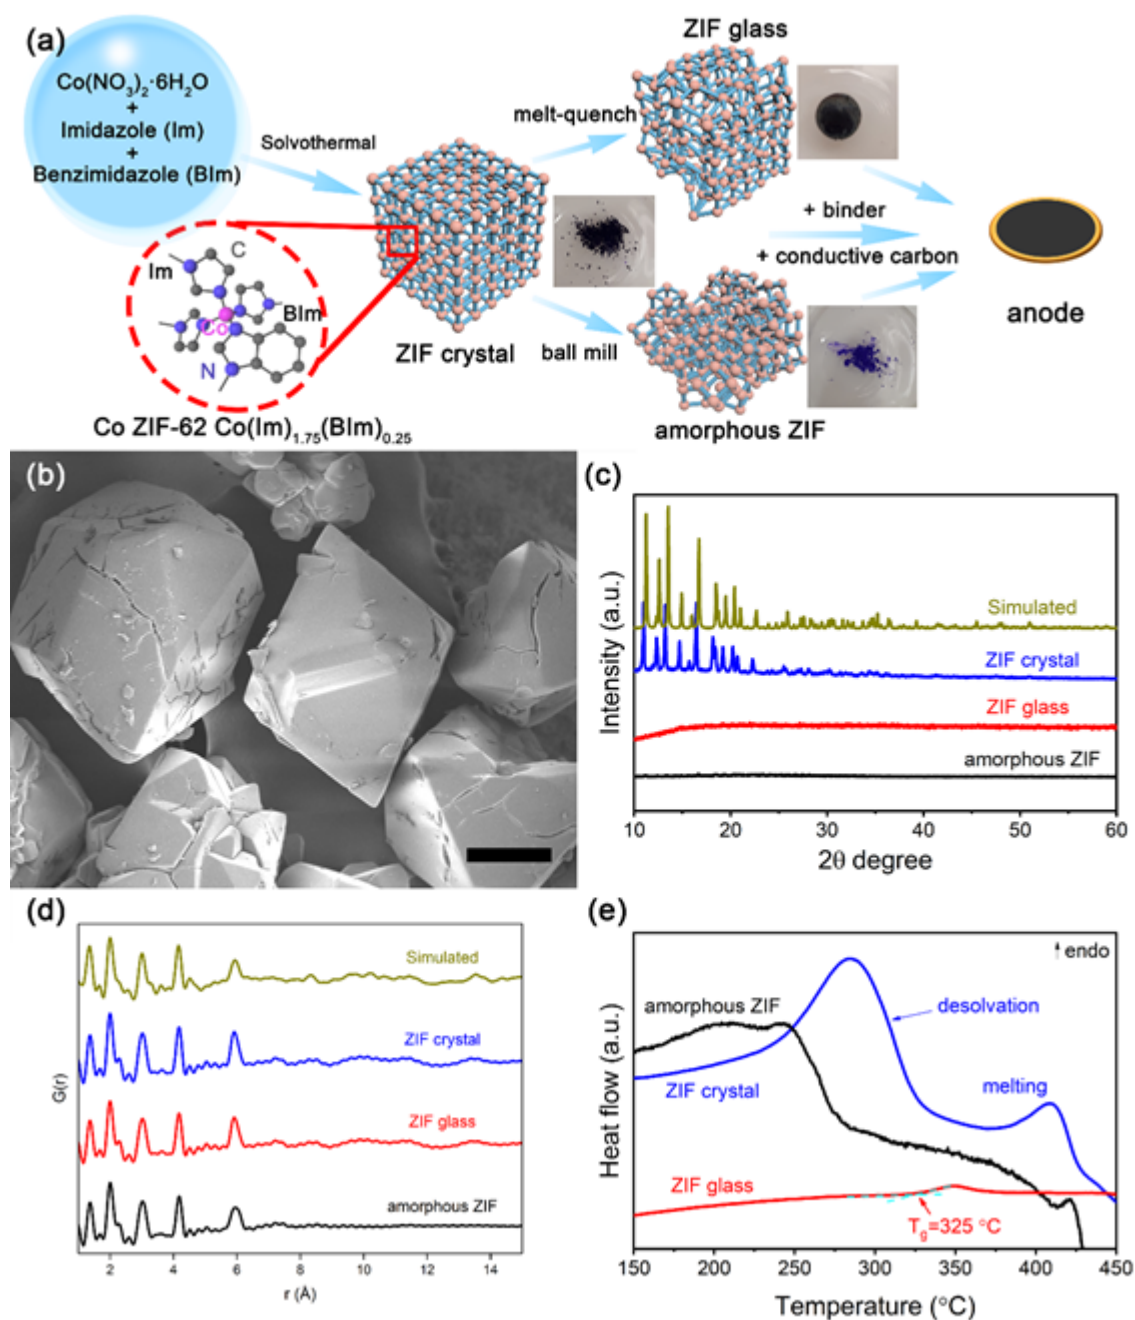 (a)
Co(NO₃)₂·6H₂O
+
Imidazole (Im)
+
Benzimidazole (BIm)
Solvothermal
Im
C
BIm
Co
N
Co ZIF-62 Co(Im)₁.₇₅(BIm)₀.₂₅
ZIF crystal
melt-quench
ball mill
ZIF glass
amorphous ZIF
+ binder
+ conductive carbon
anode
(b)
(c)
Intensity (a.u.)
Simulated
ZIF crystal
ZIF glass
amorphous ZIF
10 20 30 40 50 60
2θ degree
(d)
G(r)
Simulated
ZIF crystal
ZIF glass
amorphous ZIF
2 4 6 8 10 12 14
r (Å)
(e)
Heat flow (a.u.)
endo
amorphous ZIF
desolvation
ZIF crystal
melting
ZIF glass
Tg=325 °C
150 200 250 300 350 400 450
Temperature (°C)